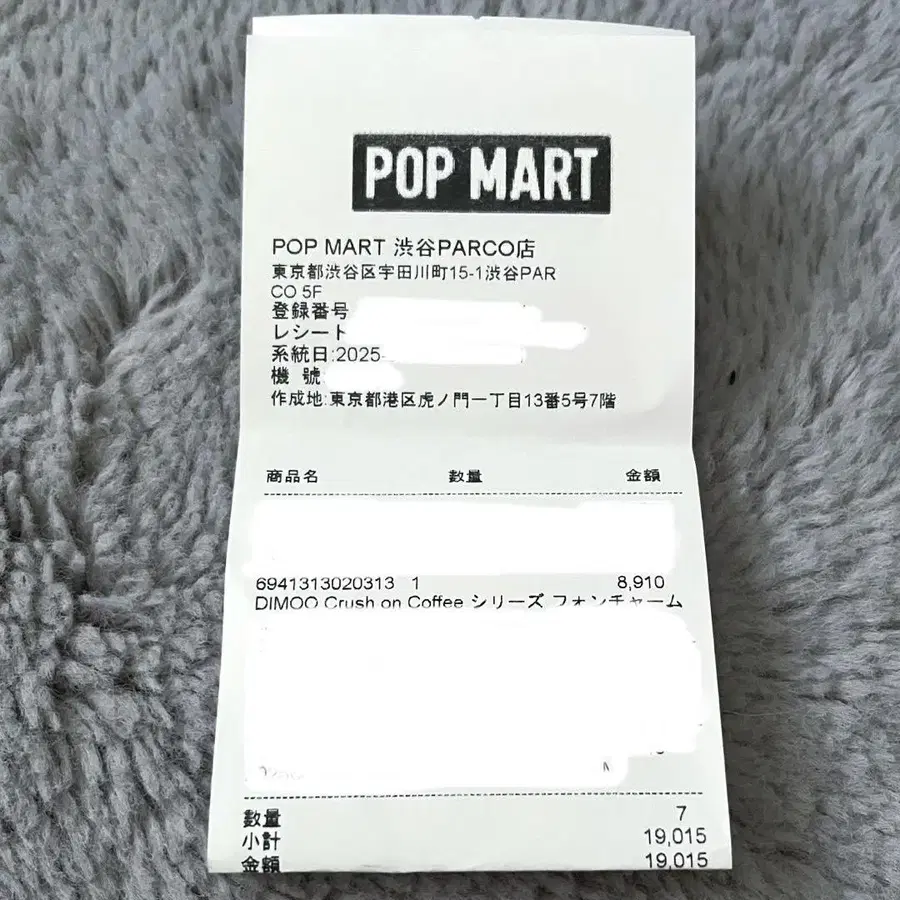 POP MART
POP MART 渋谷PARCO店
東京都渋谷区宇田川町15-1渋谷PAR
CO 5F
登録番号
レシート
系統日:2025-
機 號:
作成地:東京都港区虎ノ門一丁目13番5号7階
商品名 数量 金額
6941313020313 1 8,910
DIMOO Crush on Coffee シリーズ フォンチャーム
數量 7
小計 19,015
金額 19,015